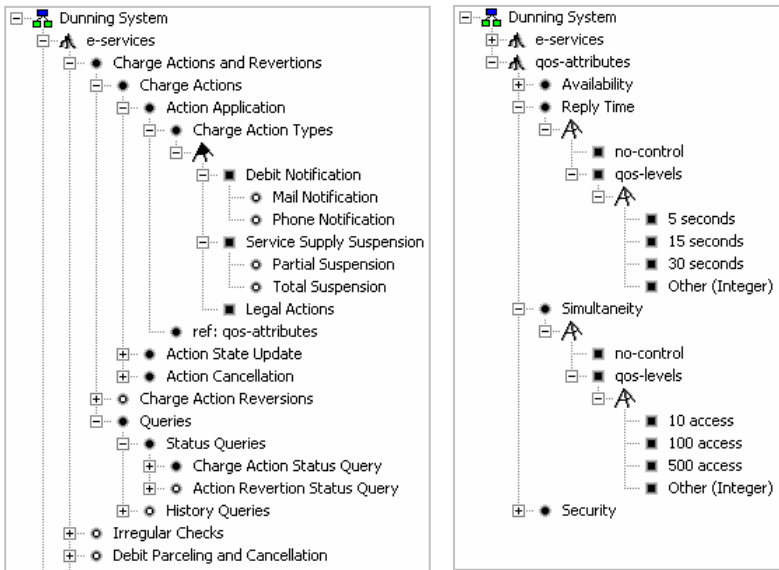 Dunning System
e-services
Charge Actions and Revertions
Charge Actions
Action Application
Charge Action Types
Debit Notification
Mail Notification
Phone Notification
Service Supply Suspension
Partial Suspension
Total Suspension
Legal Actions
ref: qos-attributes
Action State Update
Action Cancellation
Charge Action Reversions
Queries
Status Queries
Charge Action Status Query
Action Revertion Status Query
History Queries
Irregular Checks
Debit Parceling and Cancellation
Dunning System
e-services
qos-attributes
Availability
Reply Time
no-control
qos-levels
5 seconds
15 seconds
30 seconds
Other (Integer)
Simultaneity
no-control
qos-levels
10 access
100 access
500 access
Other (Integer)
Security